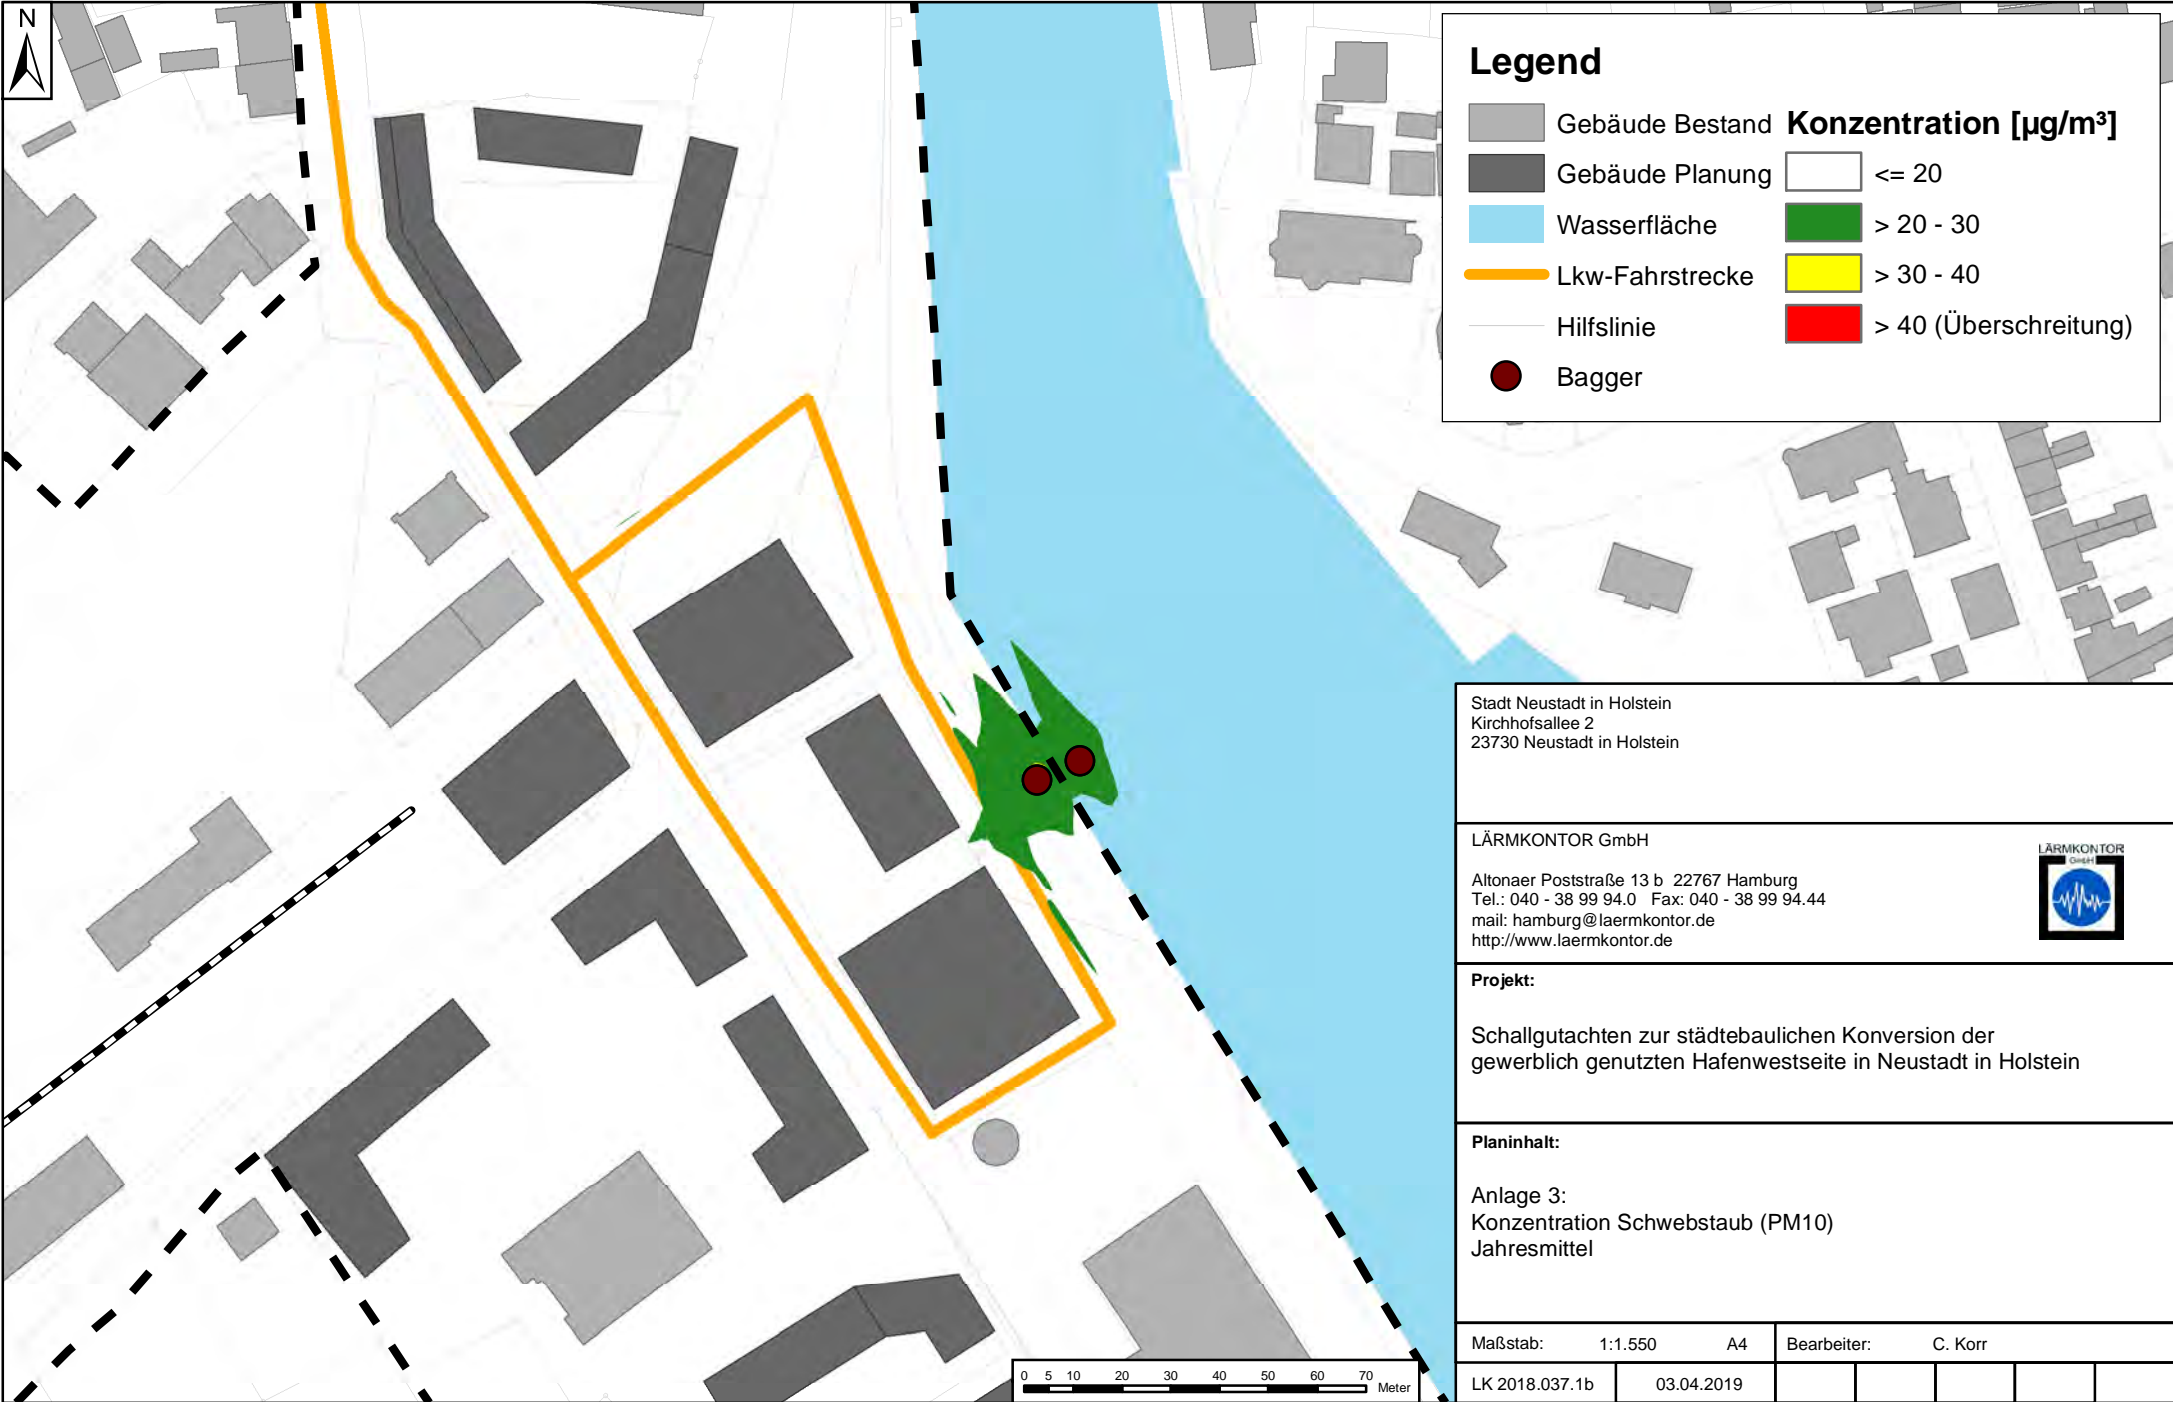 N
Legend
Gebäude Bestand
Gebäude Planung
Wasserfläche
Lkw-Fahrstrecke
Hilfslinie
Bagger
Konzentration [µg/m³]
<= 20
> 20 - 30
> 30 - 40
> 40 (Überschreitung)
Stadt Neustadt in Holstein
Kirchhofsallee 2
23730 Neustadt in Holstein
LÄRMKONTOR GmbH
Altonaer Poststraße 13 b 22767 Hamburg
Tel.: 040 - 38 99 94.0 Fax: 040 - 38 99 94.44
mail: hamburg@laermkontor.de
http://www.laermkontor.de
LÄRMKONTOR
GmbH
Projekt:
Schallgutachten zur städtebaulichen Konversion der
gewerblich genutzten Hafenwestseite in Neustadt in Holstein
Planinhalt:
Anlage 3:
Konzentration Schwebstaub (PM10)
Jahresmittel
Maßstab: 1:1.550 A4 Bearbeiter: C. Korr
LK 2018.037.1b 03.04.2019
0 5 10 20 30 40 50 60 70
Meter